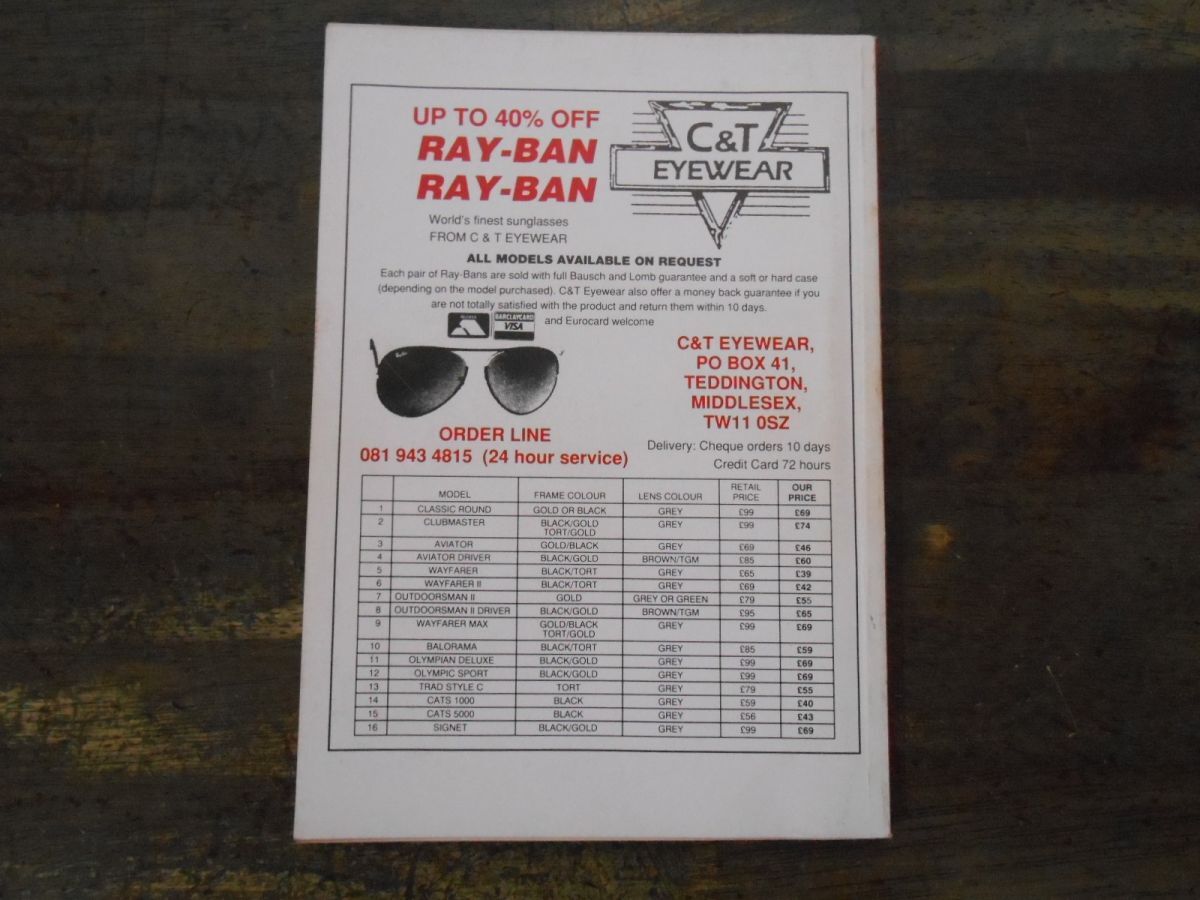 UP TO 40% OFF
RAY-BAN
RAY-BAN
C&T
EYEWEAR
World's finest sunglasses
FROM C & T EYEWEAR
ALL MODELS AVAILABLE ON REQUEST
Each pair of Ray-Bans are sold with full Bausch and Lomb guarantee and a soft or hard case
(depending on the model purchased). C&T Eyewear also offer a money back guarantee if you
are not totally satisfied with the product and return them within 10 days.
BARCLAYCARD
VISA
and Eurocard welcome
C&T EYEWEAR,
PO BOX 41,
TEDDINGTON,
MIDDLESEX,
TW11 0SZ
ORDER LINE
081 943 4815 (24 hour service)
Delivery: Cheque orders 10 days
Credit Card 72 hours
MODEL FRAME COLOUR LENS COLOUR RETAIL PRICE OUR PRICE
1 CLASSIC ROUND GOLD OR BLACK GREY £99 £69
2 CLUBMASTER BLACK/GOLD TORT/GOLD GREY £99 £74
3 AVIATOR GOLD/BLACK GREY £69 £46
4 AVIATOR DRIVER BLACK/GOLD BROWN/TGM £85 £60
5 WAYFARER BLACK/TORT GREY £65 £39
6 WAYFARER II BLACK/TORT GREY £69 £42
7 OUTDOORSMAN II GOLD GREY OR GREEN £79 £55
8 OUTDOORSMAN II DRIVER BLACK/GOLD BROWN/TGM £95 £65
9 WAYFARER MAX GOLD/BLACK TORT/GOLD GREY £99 £69
10 BALORAMA BLACK/TORT GREY £85 £59
11 OLYMPIAN DELUXE BLACK/GOLD GREY £99 £69
12 OLYMPIC SPORT BLACK/GOLD GREY £99 £69
13 TRAD STYLE C TORT GREY £79 £55
14 CATS 1000 BLACK GREY £59 £40
15 CATS 5000 BLACK GREY £56 £43
16 SIGNET BLACK/GOLD GREY £99 £69